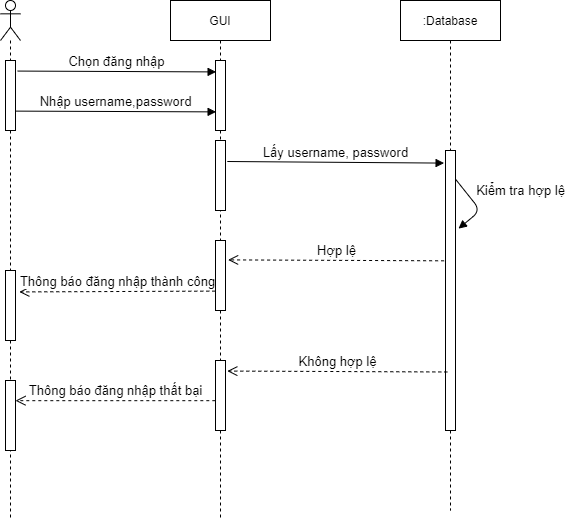 GUI
:Database
Chọn đăng nhập
Nhập username,password
Lấy username, password
Kiểm tra hợp lệ
Hợp lệ
Thông báo đăng nhập thành công
Không hợp lệ
Thông báo đăng nhập thất bại